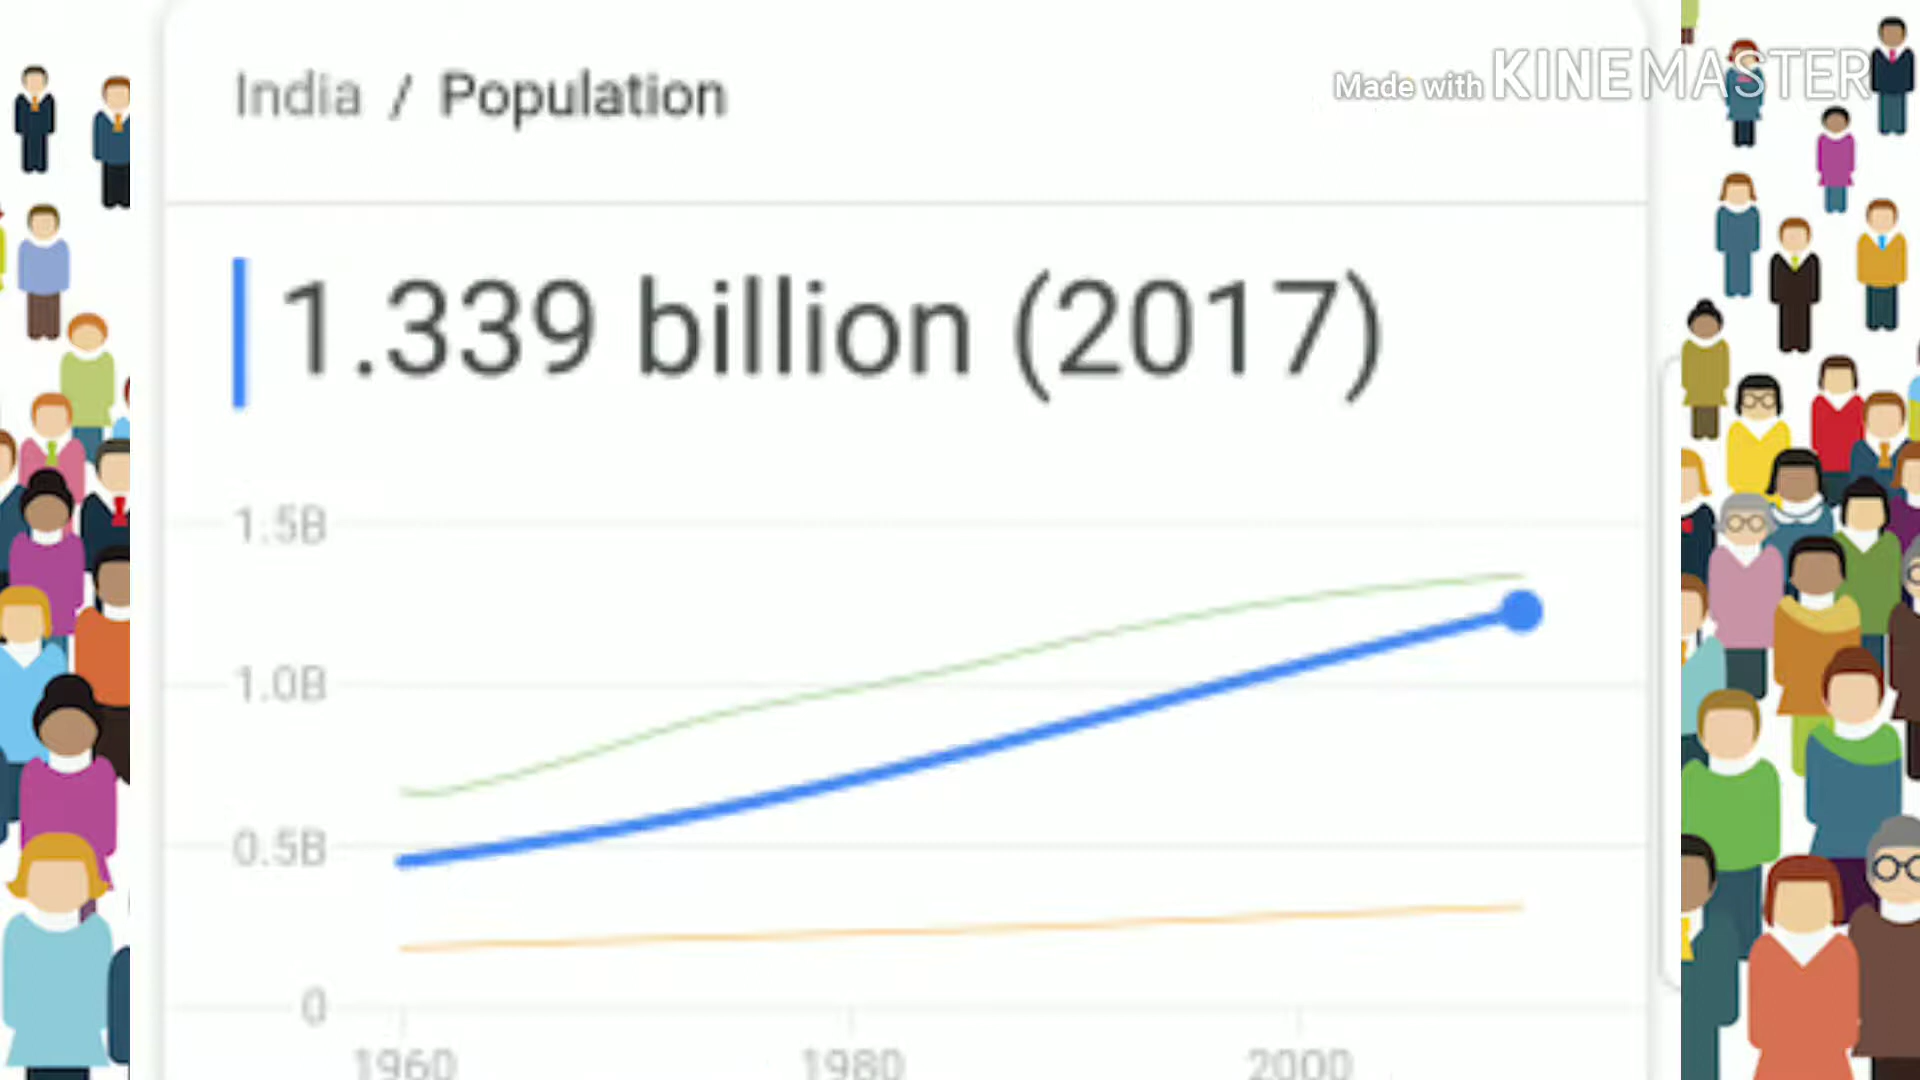 India / Population
Made with KINEMASTER
1.339 billion (2017)
1.5B
1.0B
0.5B
0
1960 1980 2000